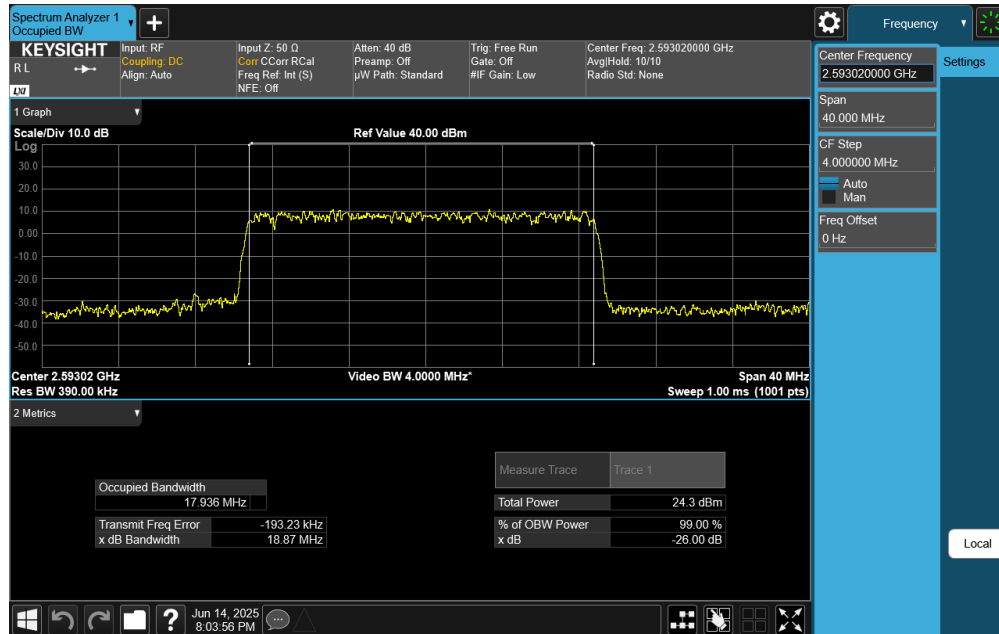 Spectrum Analyzer 1
Occupied BW
Frequency
KEYSIGHT
R L
LXI
Input: RF
Coupling: DC
Align: Auto
Input Z: 50 Ω
Corr CCorr RCal
Freq Ref: Int (S)
NFE: Off
Atten: 40 dB
Preamp: Off
µW Path: Standard
Trig: Free Run
Gate: Off
#IF Gain: Low
Center Freq: 2.593020000 GHz
Avg|Hold: 10/10
Radio Std: None
Center Frequency
2.593020000 GHz
Settings
Span
40.000 MHz
CF Step
4.000000 MHz
Auto
Man
Freq Offset
0 Hz
Local
1 Graph
Scale/Div 10.0 dB
Ref Value 40.00 dBm
Log
30.0
20.0
10.0
0.00
-10.0
-20.0
-30.0
-40.0
-50.0
Center 2.59302 GHz
Video BW 4.0000 MHz*
Span 40 MHz
Res BW 390.00 kHz
Sweep 1.00 ms (1001 pts)
2 Metrics
Measure Trace
Trace 1
Occupied Bandwidth
17.936 MHz
Total Power
24.3 dBm
Transmit Freq Error
-193.23 kHz
% of OBW Power
99.00 %
x dB Bandwidth
18.87 MHz
x dB
-26.00 dB
?
Jun 14, 2025
8:03:56 PM